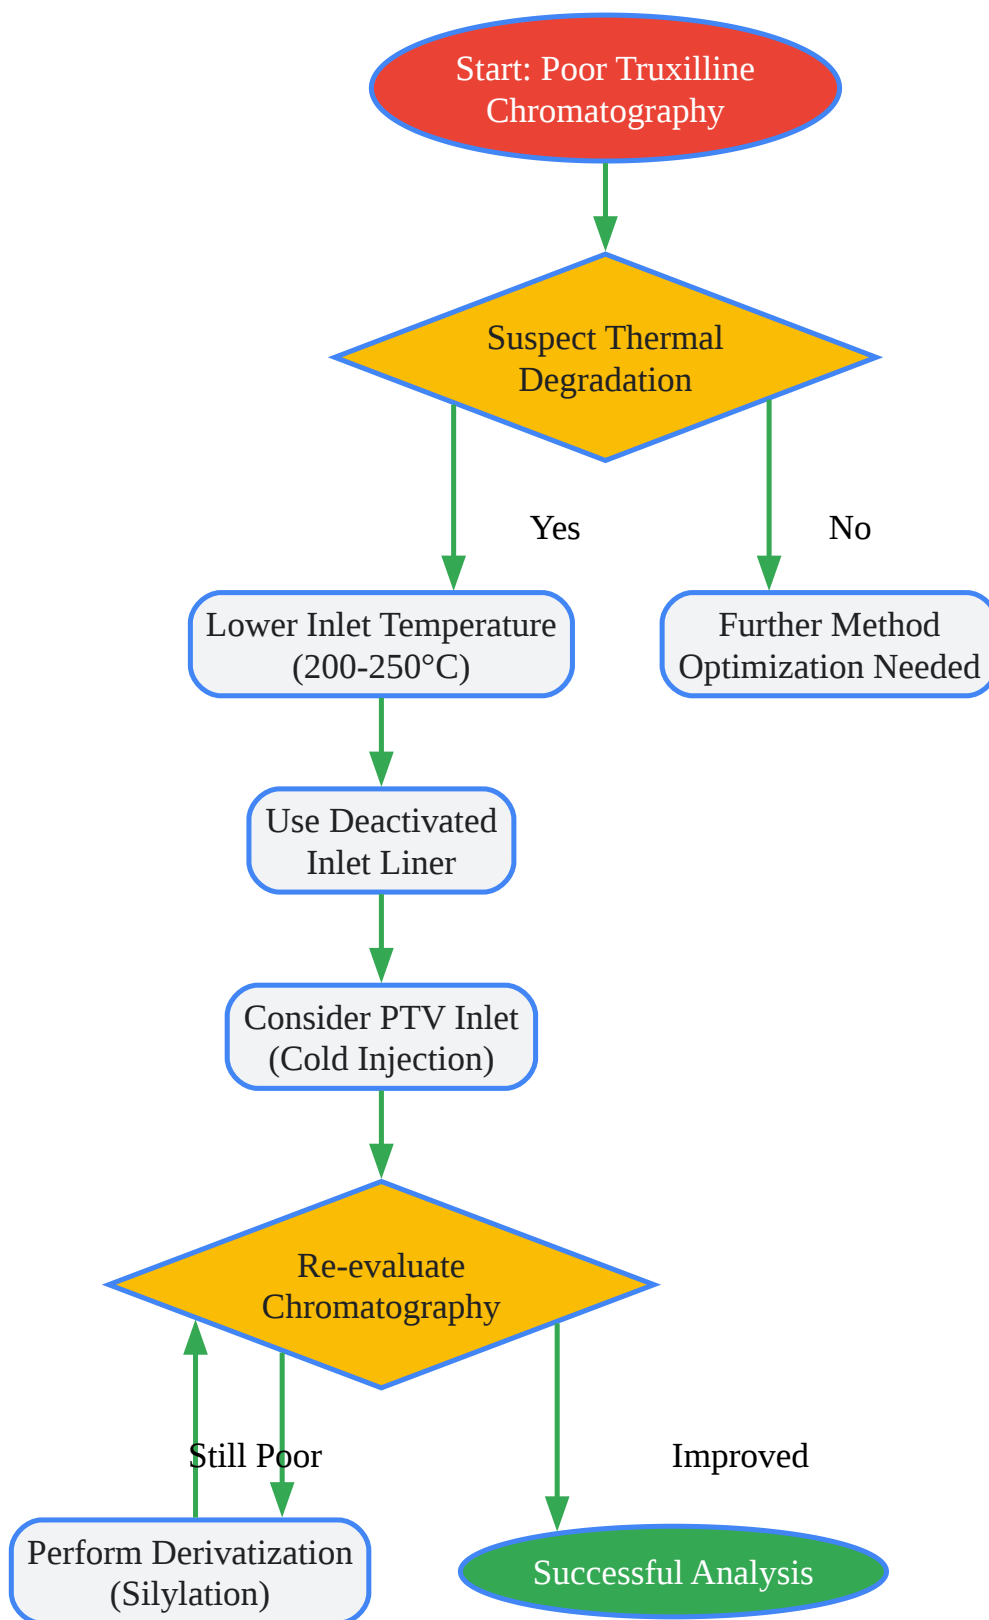 Start: Poor Truxilline
Chromatography
Suspect Thermal
Degradation
Yes
No
Lower Inlet Temperature
(200-250°C)
Further Method
Optimization Needed
Use Deactivated
Inlet Liner
Consider PTV Inlet
(Cold Injection)
Re-evaluate
Chromatography
Still Poor
Improved
Perform Derivatization
(Silylation)
Successful Analysis